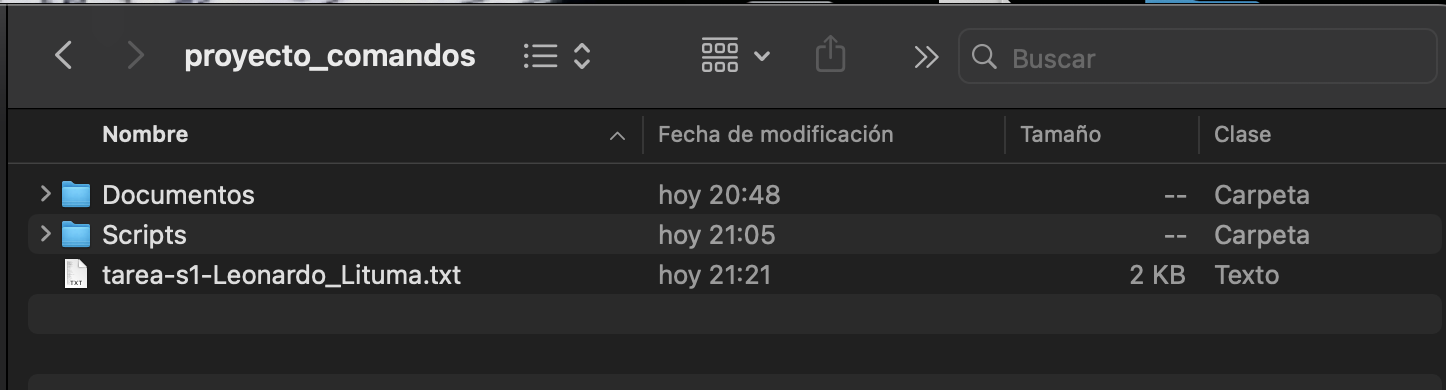 proyecto_comandos
Buscar
Nombre Fecha de modificación Tamaño Clase
Documentos hoy 20:48 -- Carpeta
Scripts hoy 21:05 -- Carpeta
TXT tarea-s1-Leonardo_Lituma.txt hoy 21:21 2 KB Texto